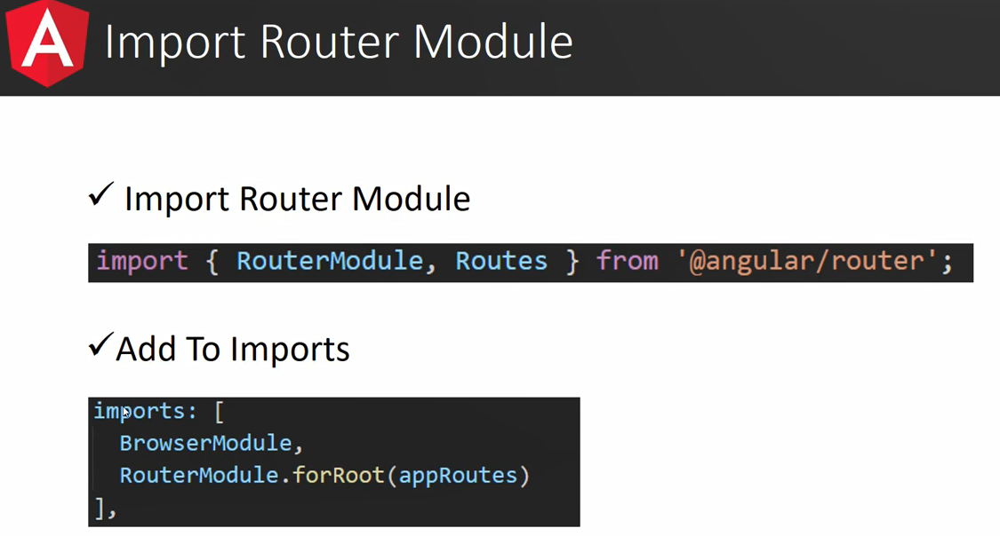 Import Router Module
✓ Import Router Module
import { RouterModule, Routes } from '@angular/router';
✓Add To Imports
imports: [
BrowserModule,
RouterModule.forRoot(appRoutes)
],